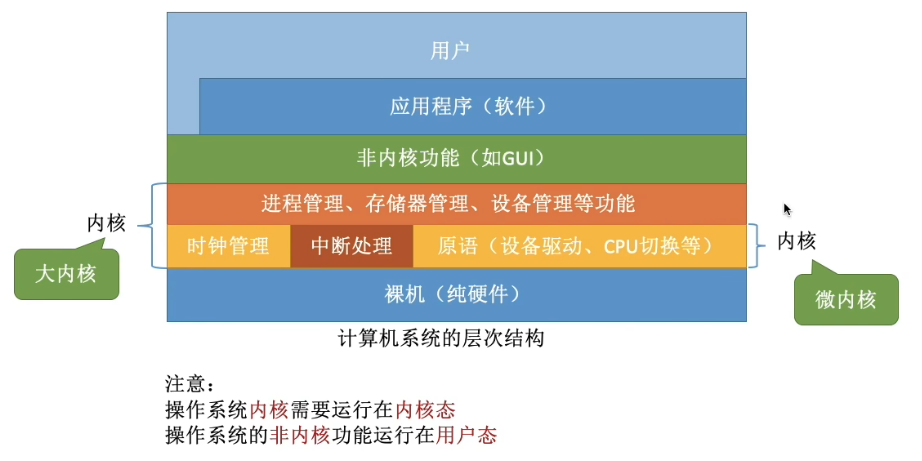 用户
应用程序（软件）
非内核功能（如GUI）
进程管理、存储器管理、设备管理等功能
内核
时钟管理
中断处理
原语（设备驱动、CPU切换等）
内核
大内核
微内核
裸机（纯硬件）
计算机系统的层次结构
注意：
操作系统内核需要运行在内核态
操作系统的非内核功能运行在用户态